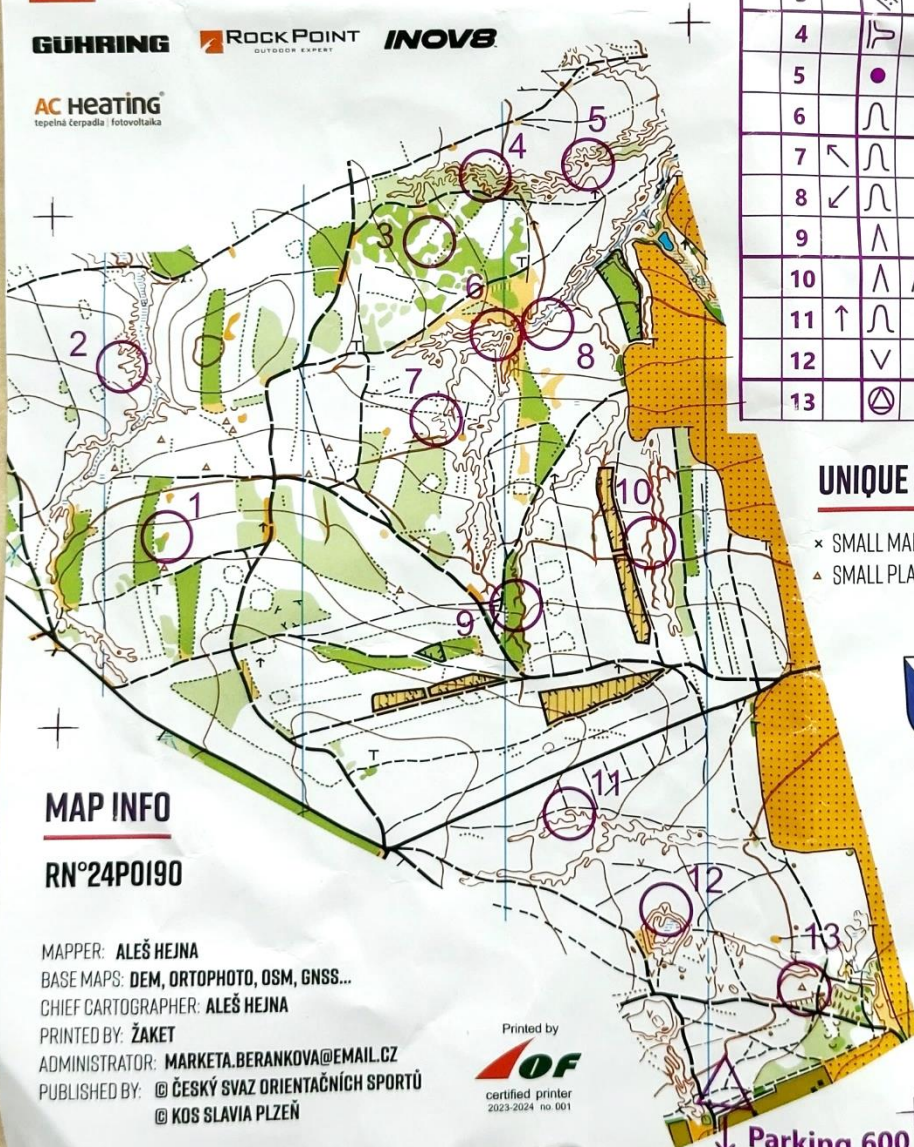 GÜHRING
ROCK POINT
OUTDOOR EXPERT
INOV8
AC HEATING
tepelná čerpadla | fotovoltaika
4
5
6
7
8
9
10
11
12
13
5
4
3
6
2
8
7
10
1
9
11
12
13
UNIQUE
× SMALL
SMALL
MAP INFO
RN°24P0190
MAPPER: ALEŠ HEJNA
BASE MAPS: DEM, ORTOPHOTO, OSM, GNSS...
CHIEF CARTOGRAPHER: ALEŠ HEJNA
PRINTED BY: ŽAKET
ADMINISTRATOR: MARKETA.BERANKOVA@EMAIL.CZ
PUBLISHED BY: © ČESKÝ SVAZ ORIENTAČNÍCH SPORTŮ
© KOS SLAVIA PLZEŇ
Printed by
IOF
certified printer
2023-2024 no. 001
Parking 600